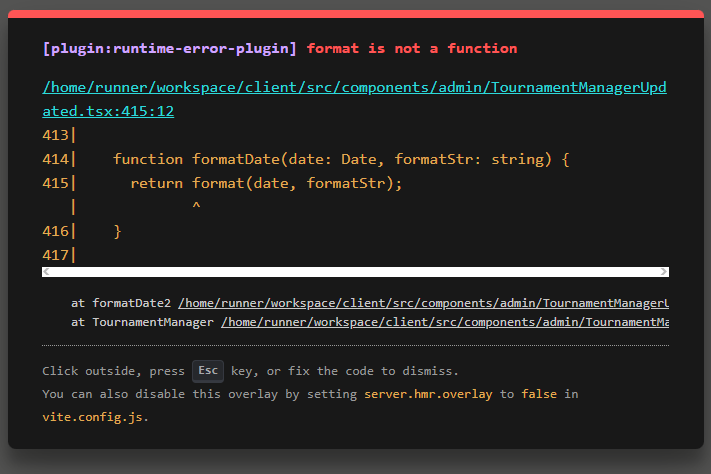 [plugin:runtime-error-plugin] format is not a function
/home/runner/workspace/client/src/components/admin/TournamentManagerUpd
ated.tsx:415:12
413|
414|    function formatDate(date: Date, formatStr: string) {
415|      return format(date, formatStr);
   |             ^
416|    }
417|
at formatDate2 /home/runner/workspace/client/src/components/admin/TournamentManagerU
at TournamentManager /home/runner/workspace/client/src/components/admin/TournamentMa
Click outside, press Esc key, or fix the code to dismiss.
You can also disable this overlay by setting server.hmr.overlay to false in
vite.config.js.